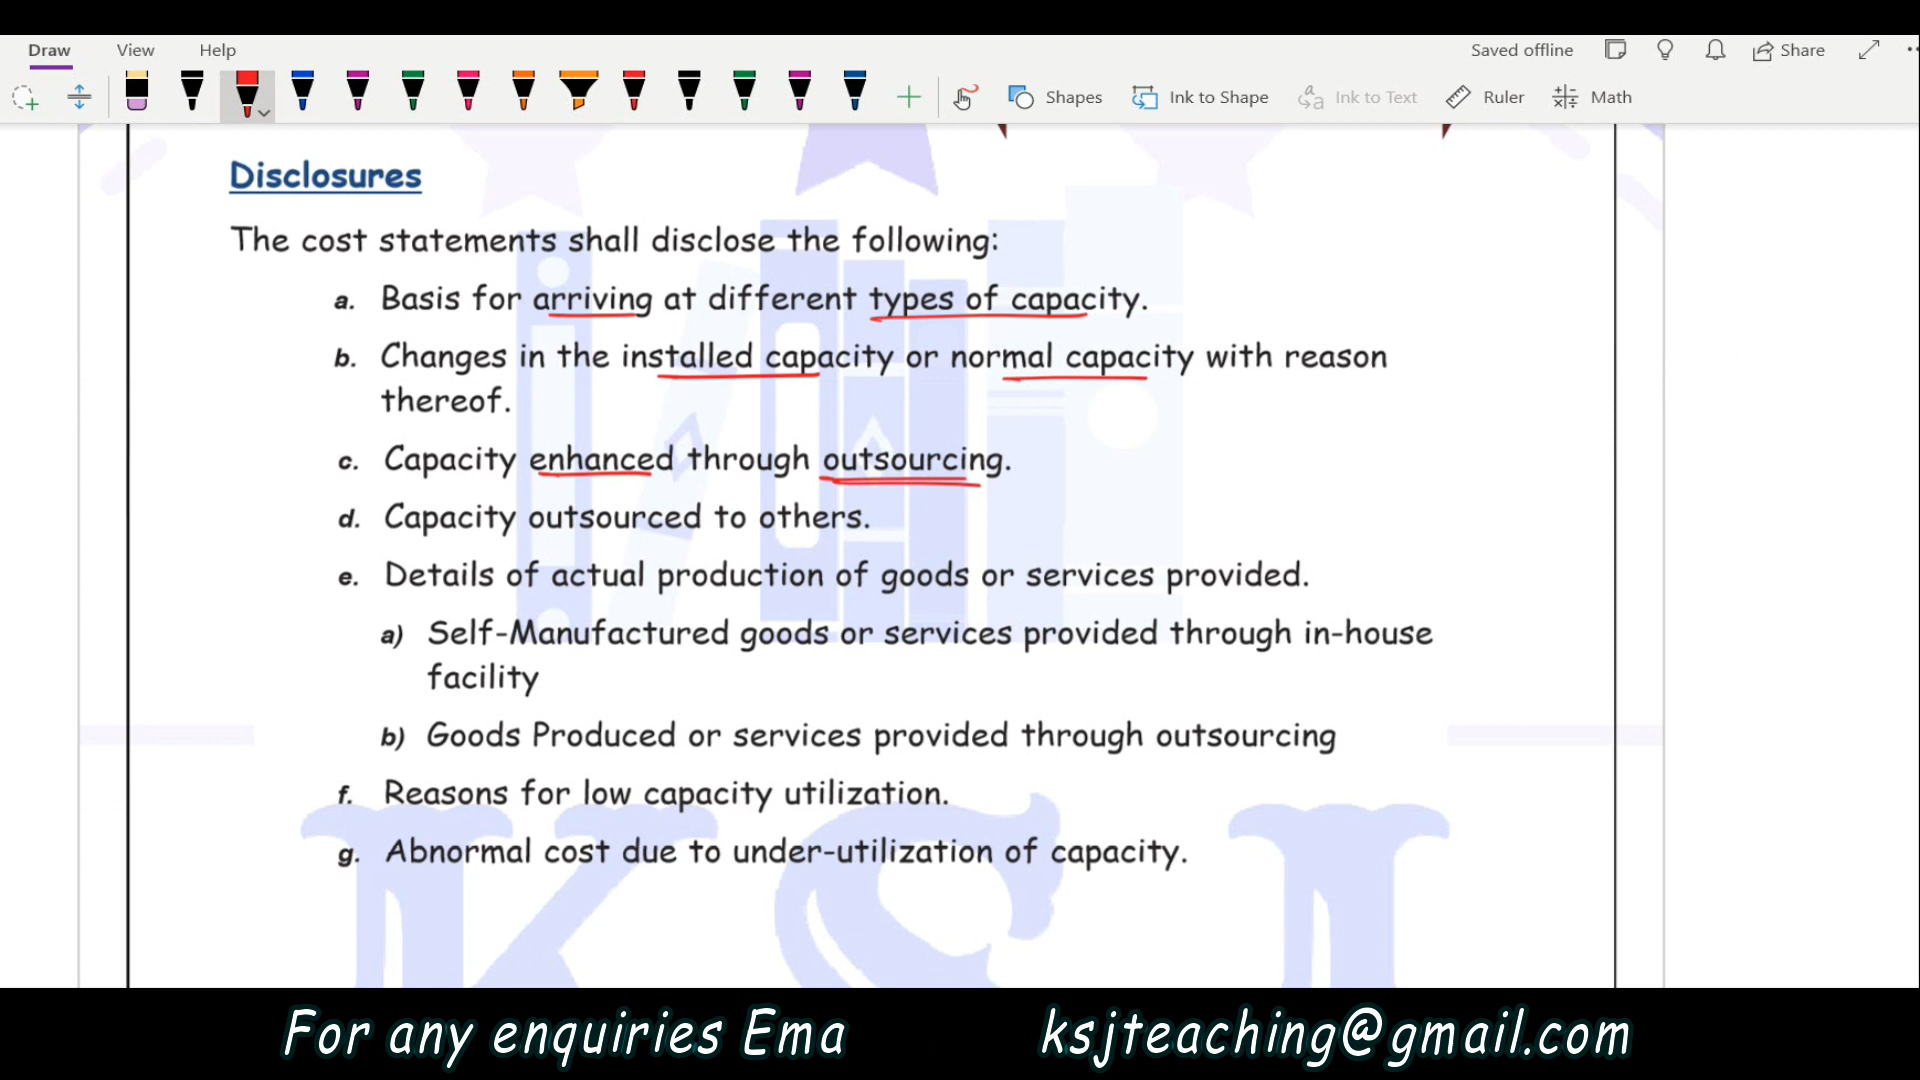 Draw View Help Saved offline Share
Shapes Ink to Shape Ink to Text Ruler Math
Disclosures
The cost statements shall disclose the following:
a. Basis for arriving at different types of capacity.
b. Changes in the installed capacity or normal capacity with reason
thereof.
c. Capacity enhanced through outsourcing.
d. Capacity outsourced to others.
e. Details of actual production of goods or services provided.
a) Self-Manufactured goods or services provided through in-house
facility
b) Goods Produced or services provided through outsourcing
f. Reasons for low capacity utilization.
g. Abnormal cost due to under-utilization of capacity.
KSJ
For any enquiries Ema ksjteaching@gmail.com